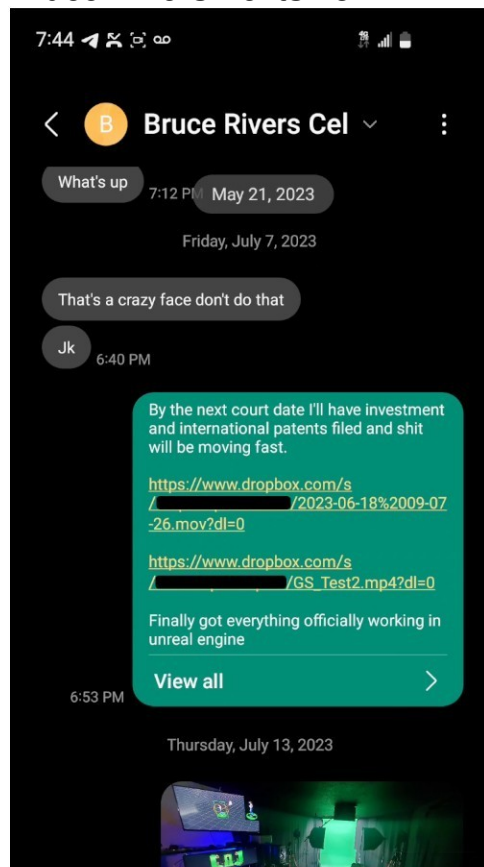 7:44
B Bruce Rivers Cel
What's up
7:12 PM
May 21, 2023
Friday, July 7, 2023
That's a crazy face don't do that
Jk
6:40 PM
By the next court date I'll have investment
and international patents filed and shit
will be moving fast.
https://www.dropbox.com/s
/ /2023-06-18%2009-07
-26.mov?dl=0
https://www.dropbox.com/s
/ /GS_Test2.mp4?dl=0
Finally got everything officially working in
unreal engine
View all
6:53 PM
Thursday, July 13, 2023